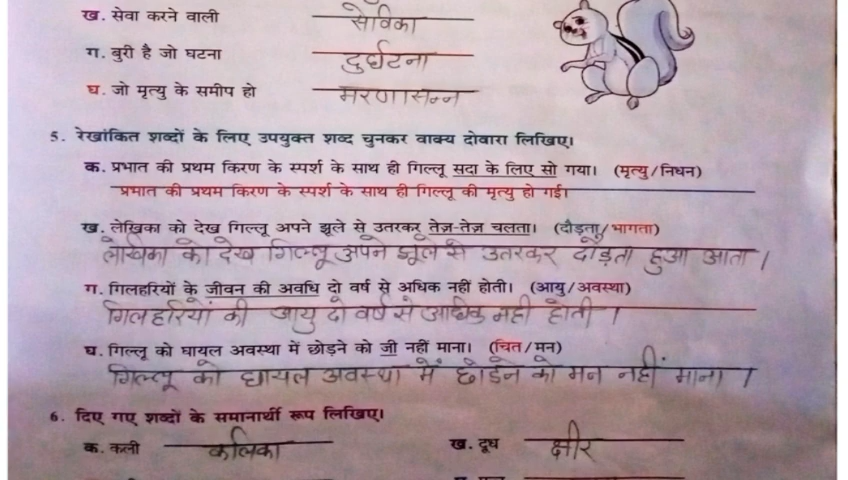 ख. सेवा करने वाली सेविका
ग. बुरी है जो घटना दुर्घटना
घ. जो मृत्यु के समीप हो मरणासन्न
5. रेखांकित शब्दों के लिए उपयुक्त शब्द चुनकर वाक्य दोवारा लिखिए।
क. प्रभात की प्रथम किरण के स्पर्श के साथ ही गिल्लू सदा के लिए सो गया। (मृत्यु/निधन)
प्रभात की प्रथम किरण के स्पर्श के साथ ही गिल्लू की मृत्यु हो गई।
ख. लेखिका को देख गिल्लू अपने झूले से उतरकर तेज़-तेज़ चलता। (दौड़ता/भागता)
लेखिका को देख गिल्लू अपने झूले से उतरकर दौड़ता हुआ आता।
ग. गिलहरियों के जीवन की अवधि दो वर्ष से अधिक नहीं होती। (आयु/अवस्था)
गिलहरियों की आयु दो वर्ष से अधिक नही होती।
घ. गिल्लू को घायल अवस्था में छोड़ने को जी नहीं माना। (चित/मन)
गिल्लू को घायल अवस्था में छोडेन को मन नहीं माना।
6. दिए गए शब्दों के समानार्थी रूप लिखिए।
क. कली कलिका ख. दूध क्षीर